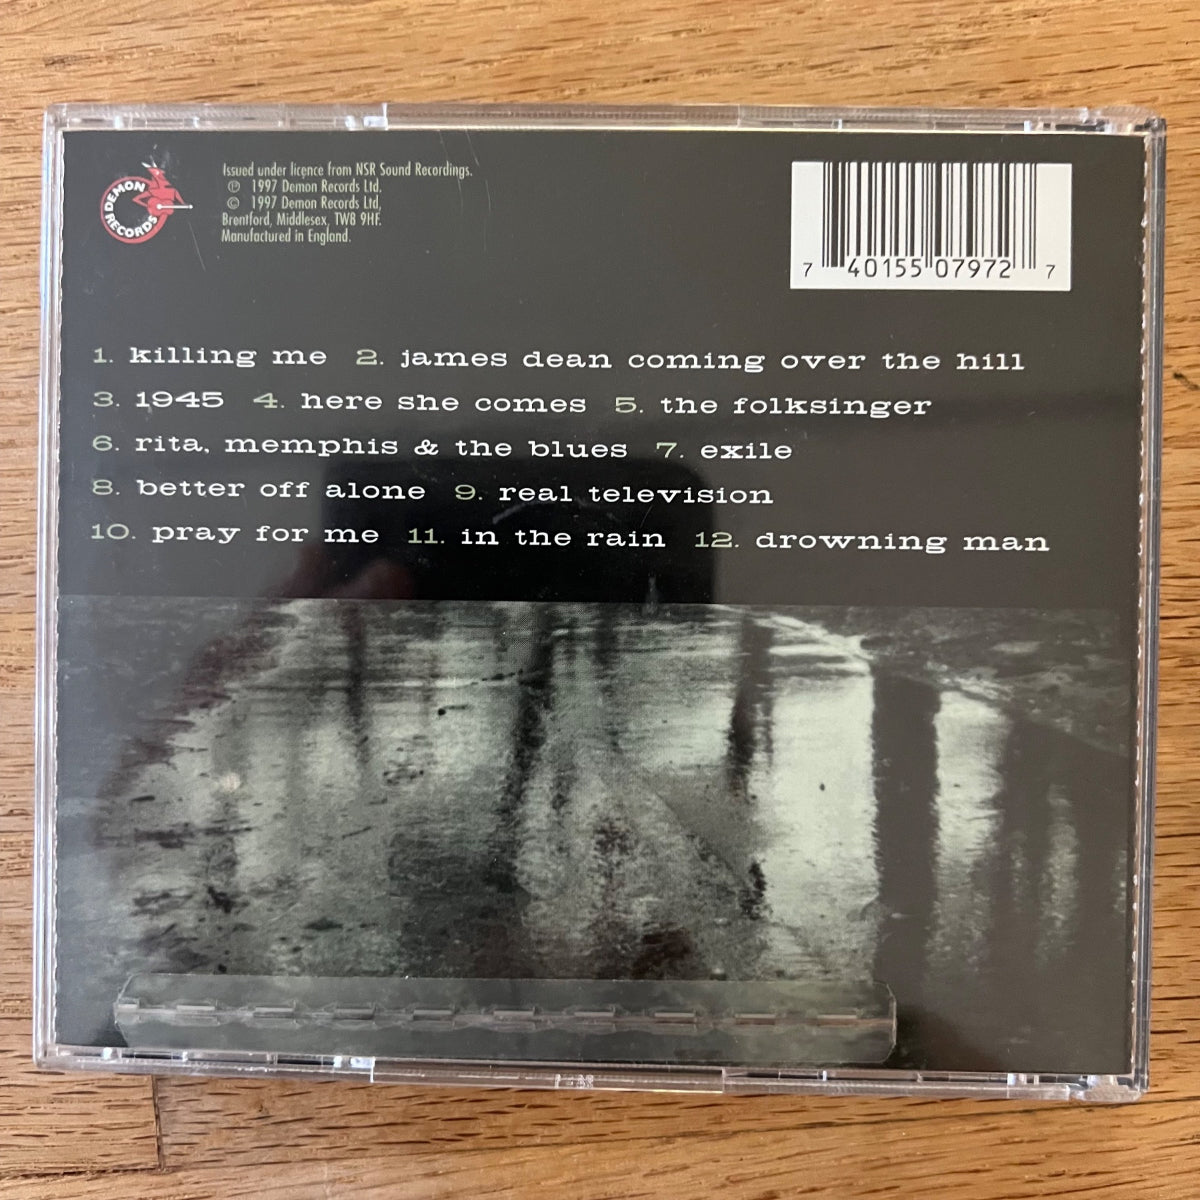 DEMON
RECORDS
Issued under licence from NSR Sound Recordings.
℗ 1997 Demon Records Ltd.
© 1997 Demon Records Ltd,
Brentford, Middlesex, TW8 9HF.
Manufactured in England.
7 40155 07972 7
1. killing me 2. james dean coming over the hill
3. 1945 4. here she comes 5. the folksinger
6. rita, memphis & the blues 7. exile
8. better off alone 9. real television
10. pray for me 11. in the rain 12. drowning man